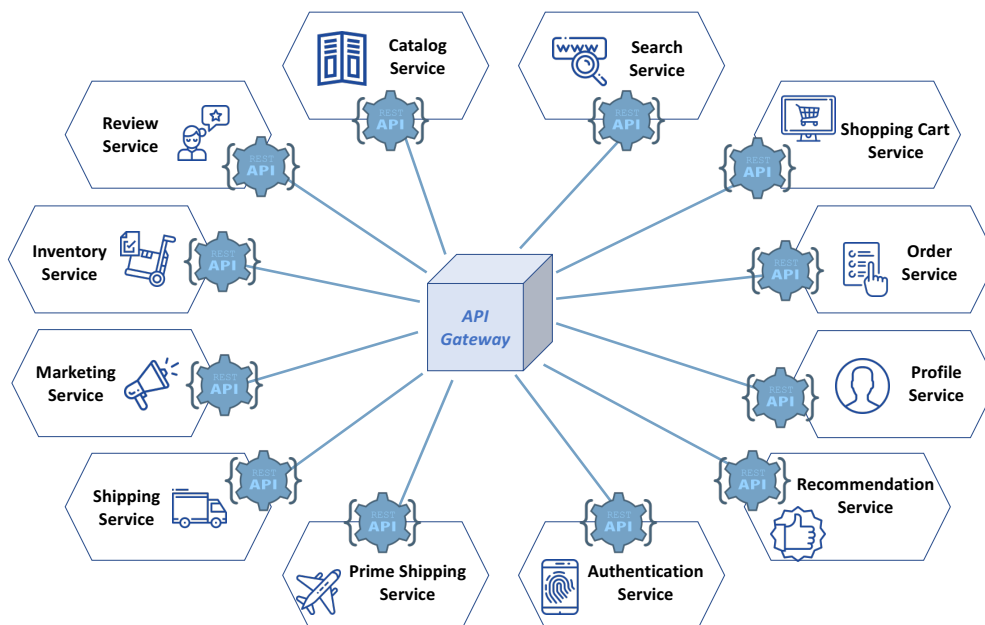 Catalog
Service
REST
API
www
Search
Service
REST
API
Review
Service
REST
API
Shopping Cart
Service
REST
API
Inventory
Service
REST
API
Order
Service
REST
API
API
Gateway
Marketing
Service
REST
API
Profile
Service
REST
API
Shipping
Service
REST
API
Recommendation
Service
REST
API
Prime Shipping
Service
REST
API
Authentication
Service
REST
API